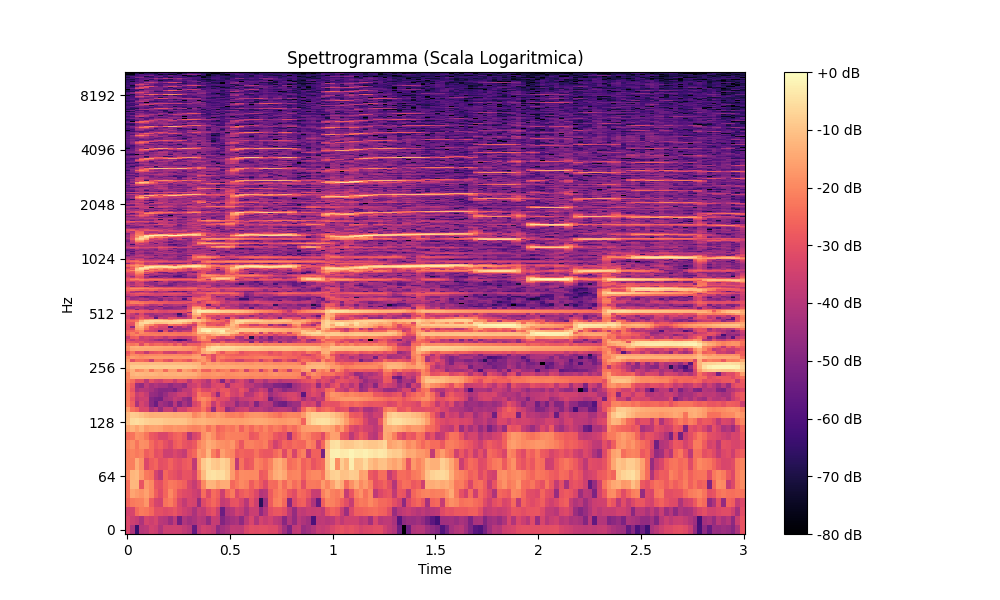 Spettrogramma (Scala Logaritmica)
Hz
8192
4096
2048
1024
512
256
128
64
0
0
0.5
1
1.5
2
2.5
3
Time
+0 dB
-10 dB
-20 dB
-30 dB
-40 dB
-50 dB
-60 dB
-70 dB
-80 dB